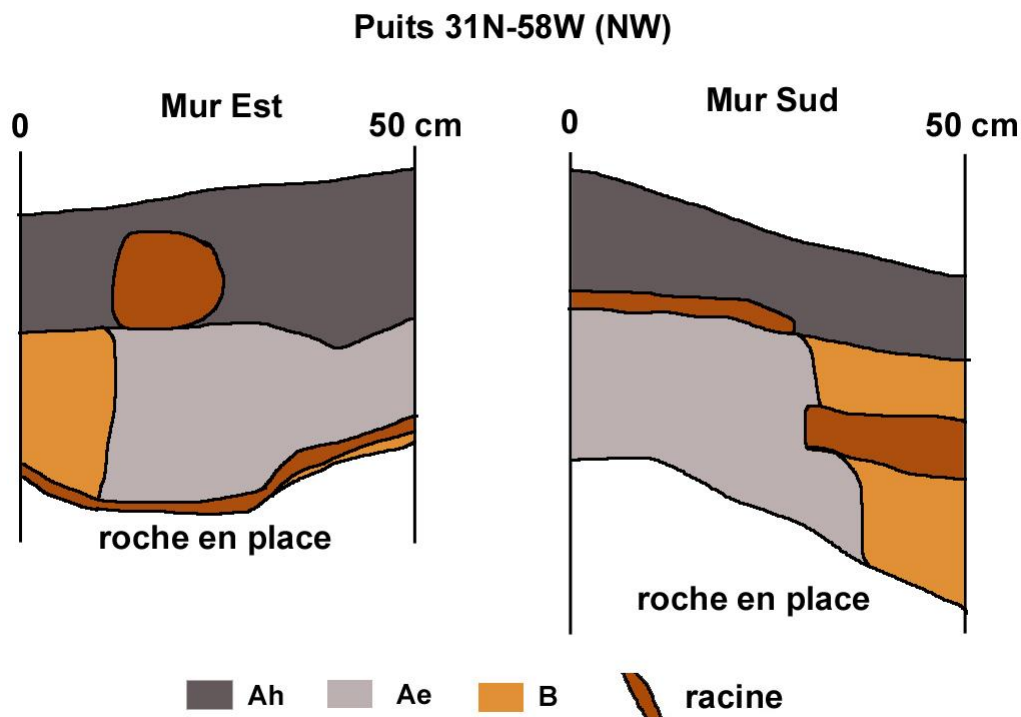 Puits 31N-58W (NW)
Mur Est
0
50 cm
roche en place
Mur Sud
0
50 cm
roche en place
Ah
Ae
B
racine